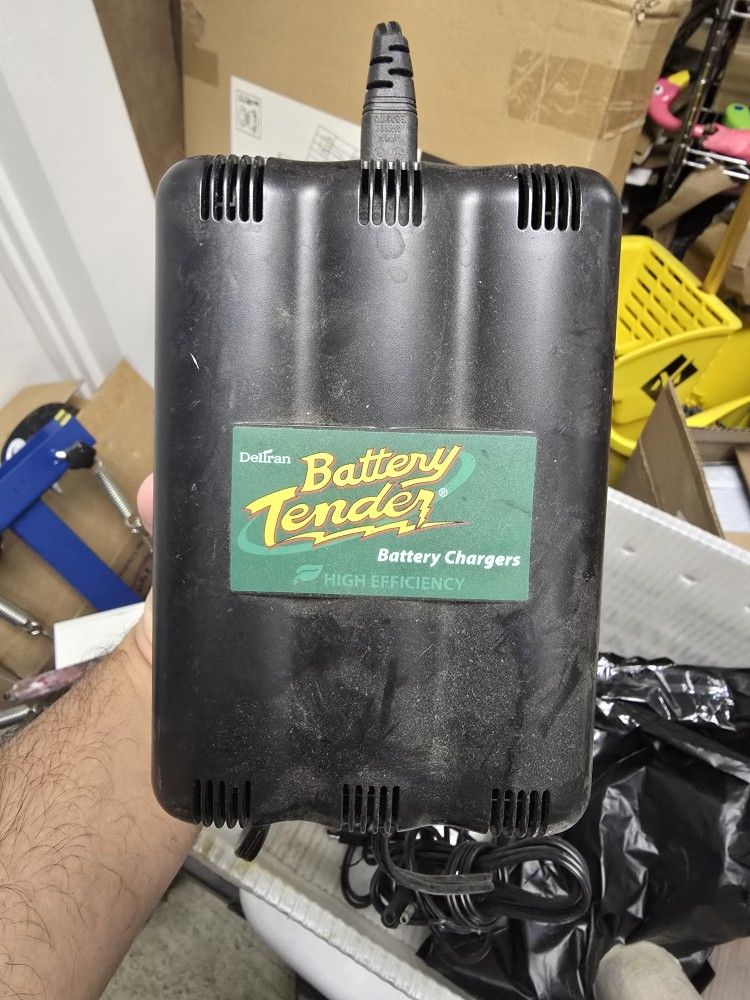 Deltran
Battery
Tender®
Battery Chargers
HIGH EFFICIENCY